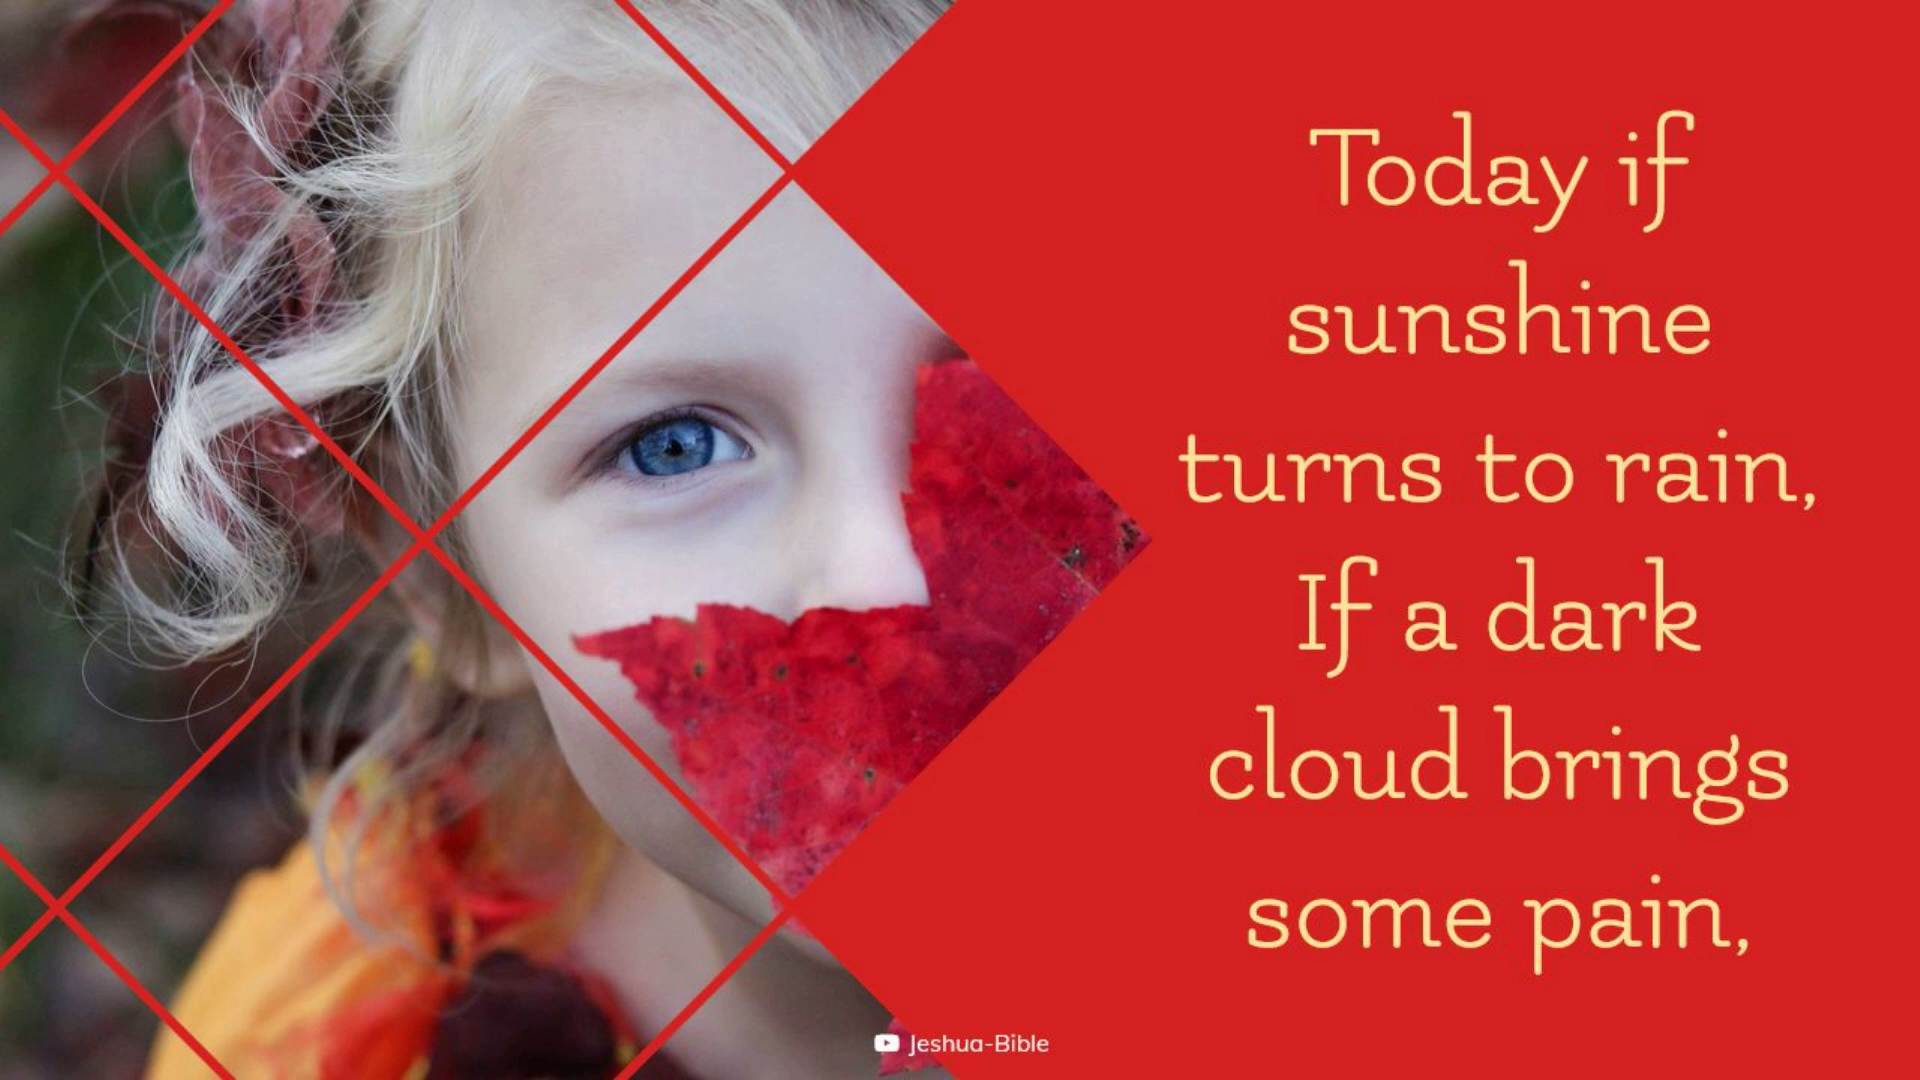 Today if
sunshine
turns to rain,
If a dark
cloud brings
some pain,
Jeshua-Bible